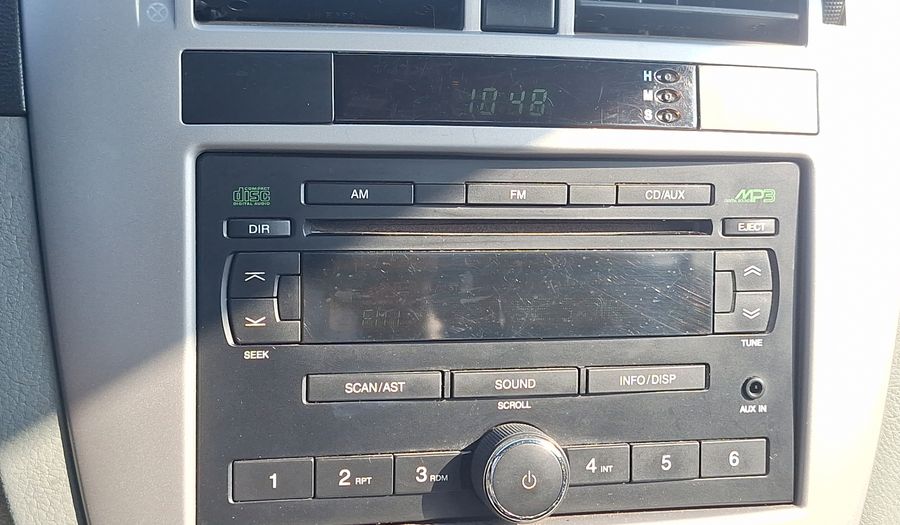 H
10 48
M
S
COMPACT
disc
DIGITAL AUDIO
AM
FM
CD/AUX
MP3
DIR
EJECT
FM1
SEEK
TUNE
SCAN/AST
SOUND
INFO/DISP
SCROLL
AUX IN
1
2 RPT
3 RDM
4 INT
5
6